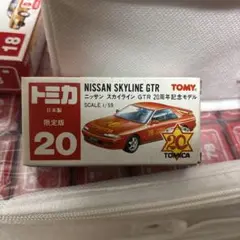 18
トミカ
日本製
限定版
20
NISSAN SKYLINE GTR
TOMY.
ニッサン スカイライン GTR 20周年記念モデル
SCALE 1/59
20
TOMICA